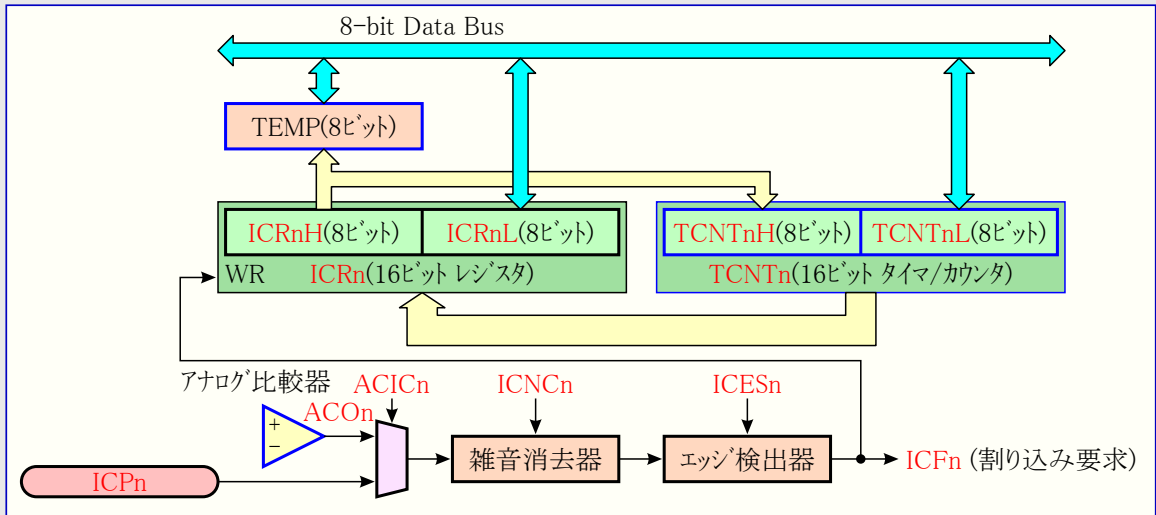 8-bit Data Bus
TEMP(8ビット)
ICRnH(8ビット)
ICRnL(8ビット)
TCNTnH(8ビット)
TCNTnL(8ビット)
WR
ICRn(16ビット レジスタ)
TCNTn(16ビット タイマ/カウンタ)
アナログ比較器
ACICn
ICNCn
ICESn
ACOn
+
−
雑音消去器
エッジ検出器
ICFn (割り込み要求)
ICPn